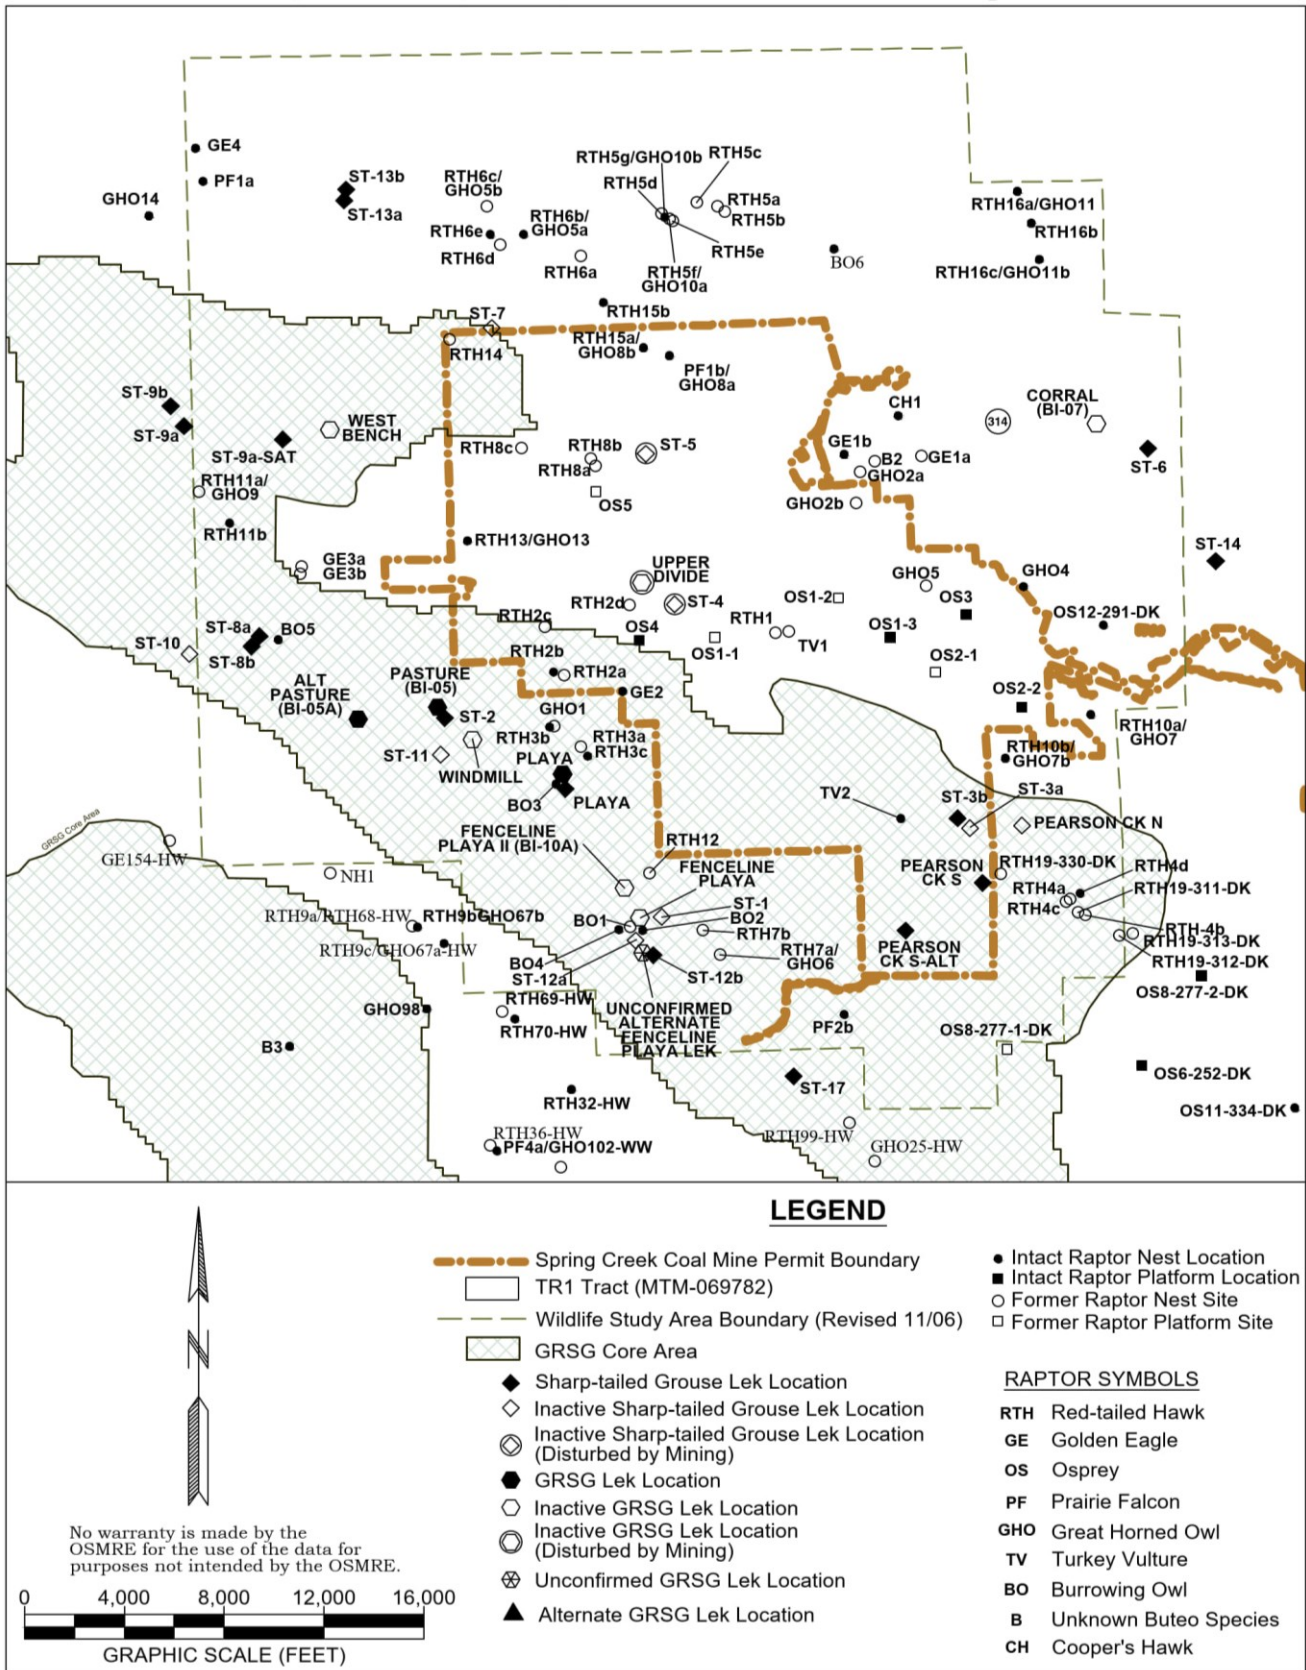 GE4
PF1a
GHO14
ST-13b
ST-13a
RTH6c/
GHO5b
RTH6e
RTH6d
RTH6b/
GHO5a
RTH6a
RTH5g/GHO10b
RTH5c
RTH5d
RTH5a
RTH5b
RTH5e
RTH5f/
GHO10a
BO6
RTH16a/GHO11
RTH16b
RTH16c/GHO11b
ST-7
RTH14
RTH15b
RTH15a/
GHO8b
PF1b/
GHO8a
ST-9b
ST-9a
ST-9a-SAT
WEST
BENCH
RTH8c
RTH8b
RTH8a
ST-5
OS5
CH1
GE1b
B2
GHO2a
GE1a
GHO2b
314
CORRAL
(BI-07)
ST-6
RTH11a/
GHO9
RTH11b
GE3a
GE3b
RTH13/GHO13
UPPER
DIVIDE
ST-4
RTH2d
RTH2c
OS4
OS1-1
RTH1
TV1
OS1-2
OS1-3
GHO5
OS3
GHO4
OS12-291-DK
ST-14
OS2-1
OS2-2
RTH10a/
GHO7
RTH10b/
GHO7b
ST-8a
BO5
ST-8b
ST-10
ALT
PASTURE
(BI-05A)
PASTURE
(BI-05)
ST-2
ST-11
WINDMILL
RTH2b
RTH2a
GE2
GHO1
RTH3b
RTH3a
RTH3c
PLAYA
BO3
PLAYA
TV2
ST-3b
ST-3a
PEARSON CK N
FENCELINE
PLAYA II (BI-10A)
RTH12
FENCELINE
PLAYA
ST-1
BO1
BO2
RTH7b
BO4
ST-12a
ST-12b
RTH7a/
GHO6
UNCONFIRMED
ALTERNATE
FENCELINE
PLAYA LEK
PEARSON
CK S
PEARSON
CK S-ALT
RTH19-330-DK
RTH4d
RTH4a
RTH4c
RTH19-311-DK
RTH-4b
RTH19-313-DK
RTH19-312-DK
OS8-277-2-DK
OS8-277-1-DK
OS6-252-DK
OS11-334-DK
PF2b
ST-17
RTH99-HW
GHO25-HW
GRSG Core Area
GE154-HW
NH1
RTH9a/RTH68-HW
RTH9bGHO67b
RTH9c/GHO67a-HW
GHO98
B3
RTH69-HW
RTH70-HW
RTH32-HW
RTH36-HW
PF4a/GHO102-WW
LEGEND
Spring Creek Coal Mine Permit Boundary
TR1 Tract (MTM-069782)
Wildlife Study Area Boundary (Revised 11/06)
GRSG Core Area
Sharp-tailed Grouse Lek Location
Inactive Sharp-tailed Grouse Lek Location
Inactive Sharp-tailed Grouse Lek Location
(Disturbed by Mining)
GRSG Lek Location
Inactive GRSG Lek Location
Inactive GRSG Lek Location
(Disturbed by Mining)
Unconfirmed GRSG Lek Location
Alternate GRSG Lek Location
Intact Raptor Nest Location
Intact Raptor Platform Location
Former Raptor Nest Site
Former Raptor Platform Site
RAPTOR SYMBOLS
RTH Red-tailed Hawk
GE Golden Eagle
OS Osprey
PF Prairie Falcon
GHO Great Horned Owl
TV Turkey Vulture
BO Burrowing Owl
B Unknown Buteo Species
CH Cooper's Hawk
N
No warranty is made by the
OSMRE for the use of the data for
purposes not intended by the OSMRE.
0 4,000 8,000 12,000 16,000
GRAPHIC SCALE (FEET)